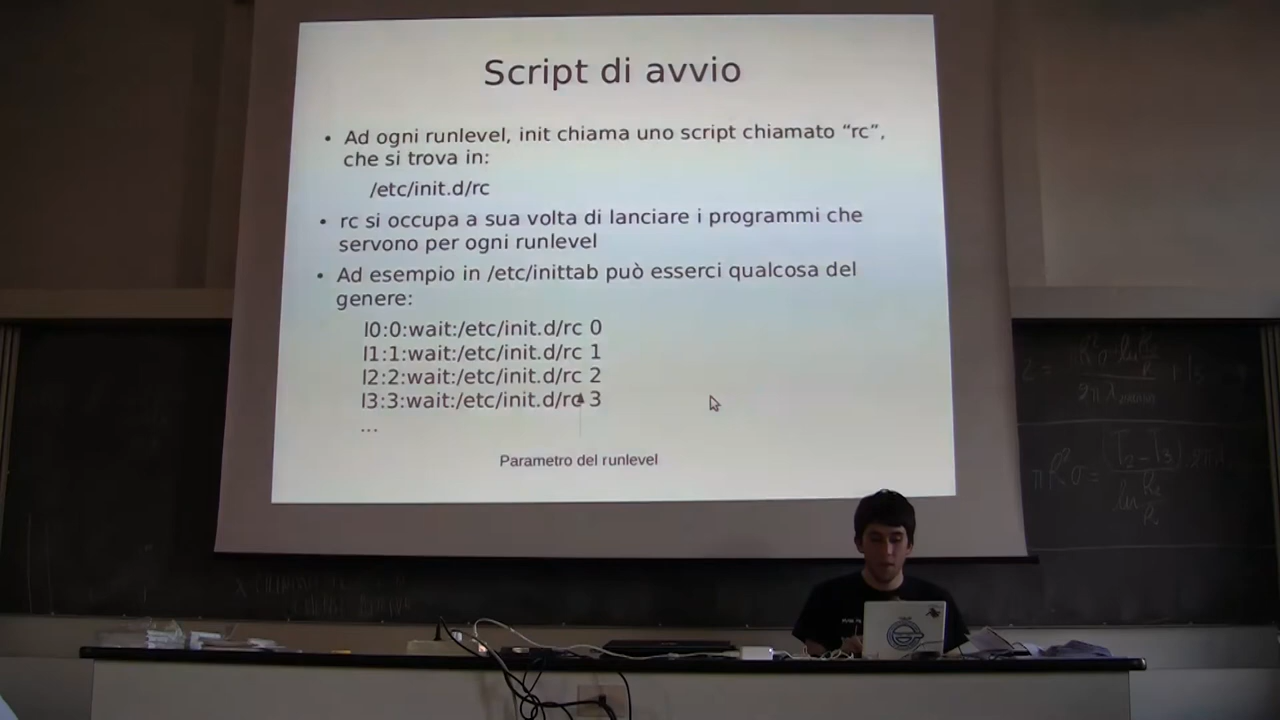 Script di avvio
• Ad ogni runlevel, init chiama uno script chiamato “rc”,
che si trova in:
/etc/init.d/rc
• rc si occupa a sua volta di lanciare i programmi che
servono per ogni runlevel
• Ad esempio in /etc/inittab può esserci qualcosa del
genere:
l0:0:wait:/etc/init.d/rc 0
l1:1:wait:/etc/init.d/rc 1
l2:2:wait:/etc/init.d/rc 2
l3:3:wait:/etc/init.d/rc 3
...
Parametro del runlevel